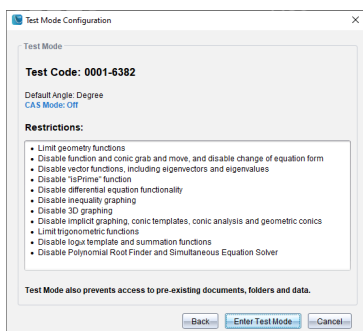 Test Mode Configuration
Test Mode
Test Code: 0001-6382
Default Angle: Degree
CAS Mode: Off
Restrictions:
• Limit geometry functions
• Disable function and conic grab and move, and disable change of equation form
• Disable vector functions, including eigenvectors and eigenvalues
• Disable "isPrime" function
• Disable differential equation functionality
• Disable inequality graphing
• Disable 3D graphing
• Disable implicit graphing, conic templates, conic analysis and geometric conics
• Limit trigonometric functions
• Disable logₐx template and summation functions
• Disable Polynomial Root Finder and Simultaneous Equation Solver
Test Mode also prevents access to pre-existing documents, folders and data.
Back Enter Test Mode Cancel